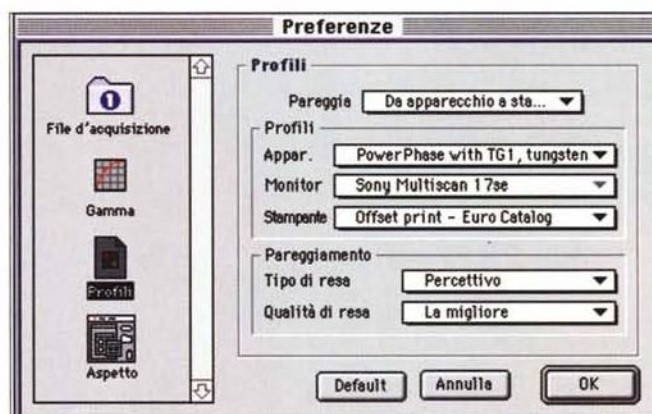 Preferenze
File d'acquisizione
Gamma
Profili
Aspetto
Profili
Pareggia Da apparecchio a sta...
Profili
Appar. PowerPhase with TG1, tungsten
Monitor Sony Multiscan 17se
Stampante Offset print - Euro Catalog
Pareggiamento
Tipo di resa Percettivo
Qualità di resa La migliore
Default Annulla OK